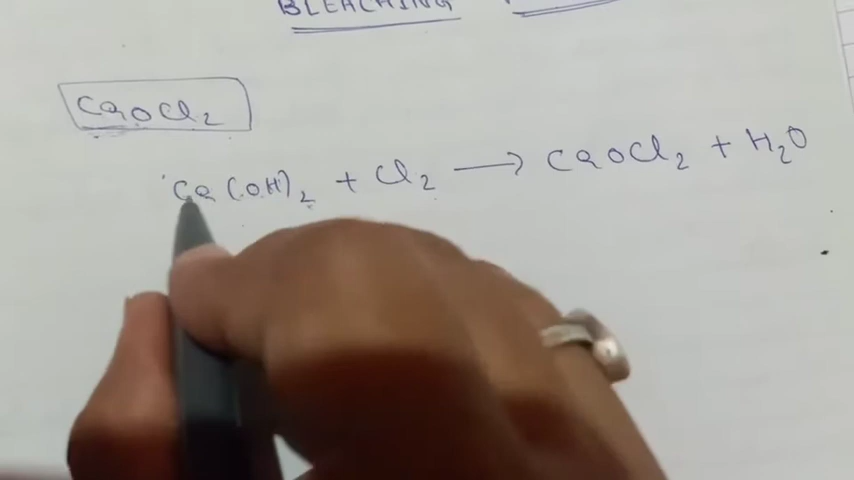 BLEACHING
CaOCl₂
Ca(OH)₂ + Cl₂ → CaOCl₂ + H₂O